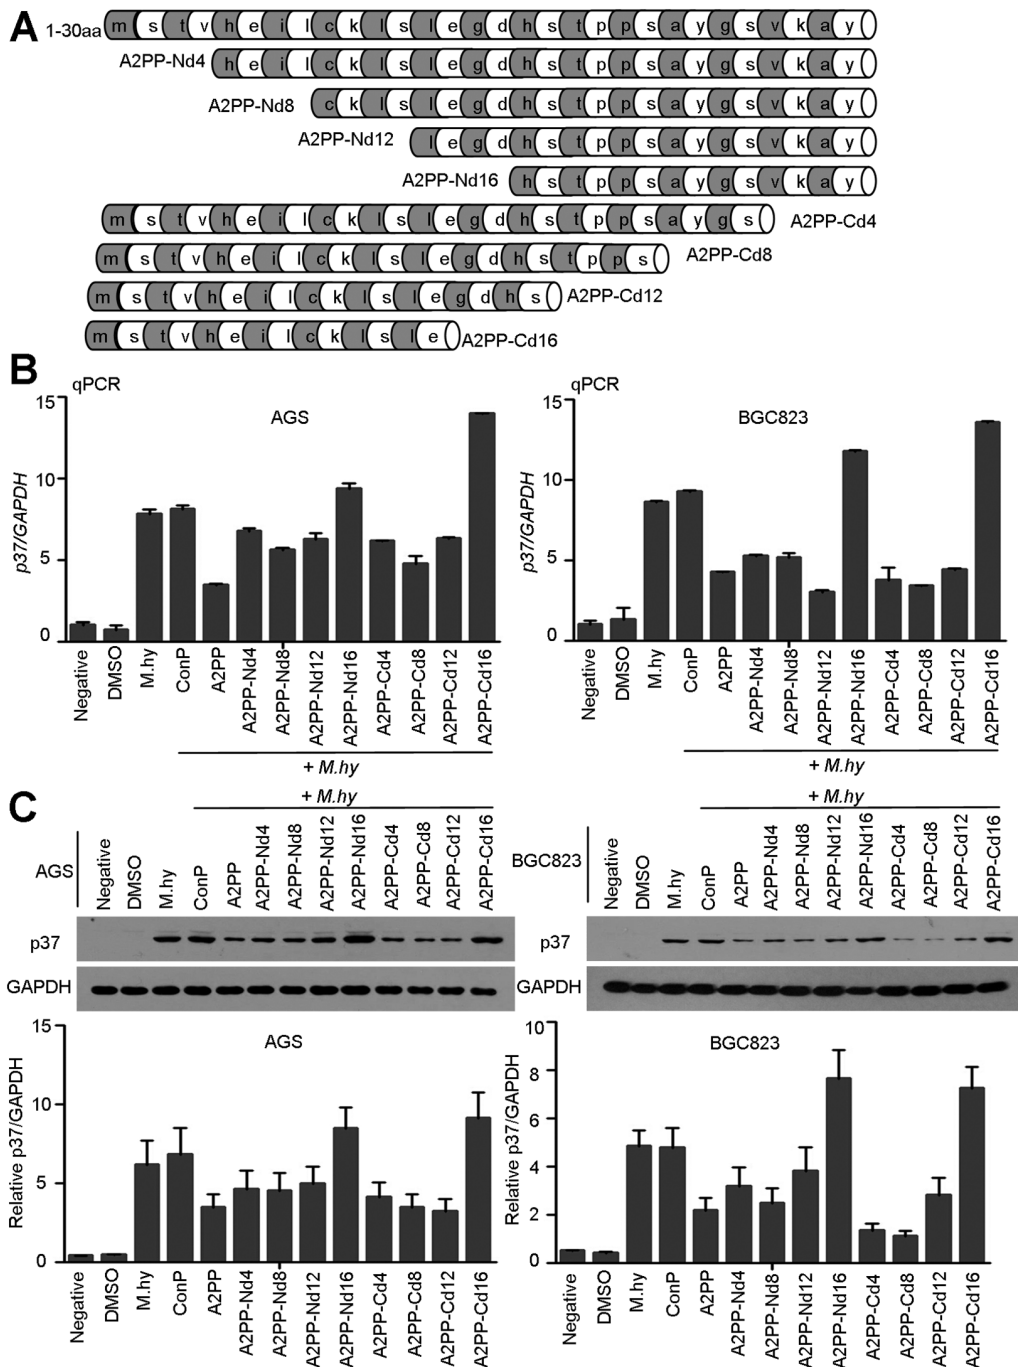 A
1-30aa m s t v h e i l c k l s l e g d h s t p p s a y g s v k a y
A2PP-Nd4 h e i l c k l s l e g d h s t p p s a y g s v k a y
A2PP-Nd8 c k l s l e g d h s t p p s a y g s v k a y
A2PP-Nd12 l e g d h s t p p s a y g s v k a y
A2PP-Nd16 h s t p p s a y g s v k a y
m s t v h e i l c k l s l e g d h s t p p s a y g s A2PP-Cd4
m s t v h e i l c k l s l e g d h s t p p s A2PP-Cd8
m s t v h e i l c k l s l e g d h s A2PP-Cd12
m s t v h e i l c k l s l e A2PP-Cd16
B
qPCR
AGS
p37/GAPDH
15
10
5
0
Negative
DMSO
M.hy
ConP
A2PP
A2PP-Nd4
A2PP-Nd8
A2PP-Nd12
A2PP-Nd16
A2PP-Cd4
A2PP-Cd8
A2PP-Cd12
A2PP-Cd16
+ M.hy
qPCR
BGC823
p37/GAPDH
15
10
5
0
Negative
DMSO
M.hy
ConP
A2PP
A2PP-Nd4
A2PP-Nd8
A2PP-Nd12
A2PP-Nd16
A2PP-Cd4
A2PP-Cd8
A2PP-Cd12
A2PP-Cd16
+ M.hy
C
+ M.hy
AGS
Negative
DMSO
M.hy
ConP
A2PP
A2PP-Nd4
A2PP-Nd8
A2PP-Nd12
A2PP-Nd16
A2PP-Cd4
A2PP-Cd8
A2PP-Cd12
A2PP-Cd16
p37
GAPDH
+ M.hy
BGC823
Negative
DMSO
M.hy
ConP
A2PP
A2PP-Nd4
A2PP-Nd8
A2PP-Nd12
A2PP-Nd16
A2PP-Cd4
A2PP-Cd8
A2PP-Cd12
A2PP-Cd16
p37
GAPDH
AGS
Relative p37/GAPDH
15
10
5
0
Negative
DMSO
M.hy
ConP
A2PP
A2PP-Nd4
A2PP-Nd8
A2PP-Nd12
A2PP-Nd16
A2PP-Cd4
A2PP-Cd8
A2PP-Cd12
A2PP-Cd16
BGC823
Relative p37/GAPDH
10
8
6
4
2
0
Negative
DMSO
M.hy
ConP
A2PP
A2PP-Nd4
A2PP-Nd8
A2PP-Nd12
A2PP-Nd16
A2PP-Cd4
A2PP-Cd8
A2PP-Cd12
A2PP-Cd16